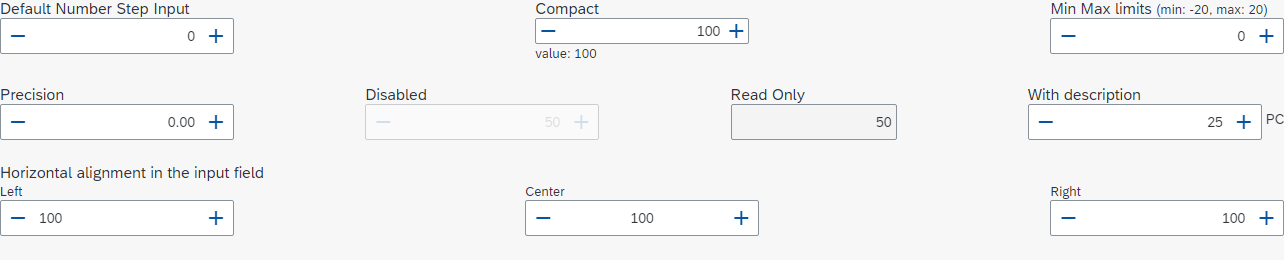 Default Number Step Input
Compact
Min Max limits (min: -20, max: 20)
− 0 +
− 100 +
− 0 +
value: 100
Precision
Disabled
Read Only
With description
− 0.00 +
− 50 +
50
− 25 + PC
Horizontal alignment in the input field
Left
Center
Right
− 100 +
− 100 +
− 100 +